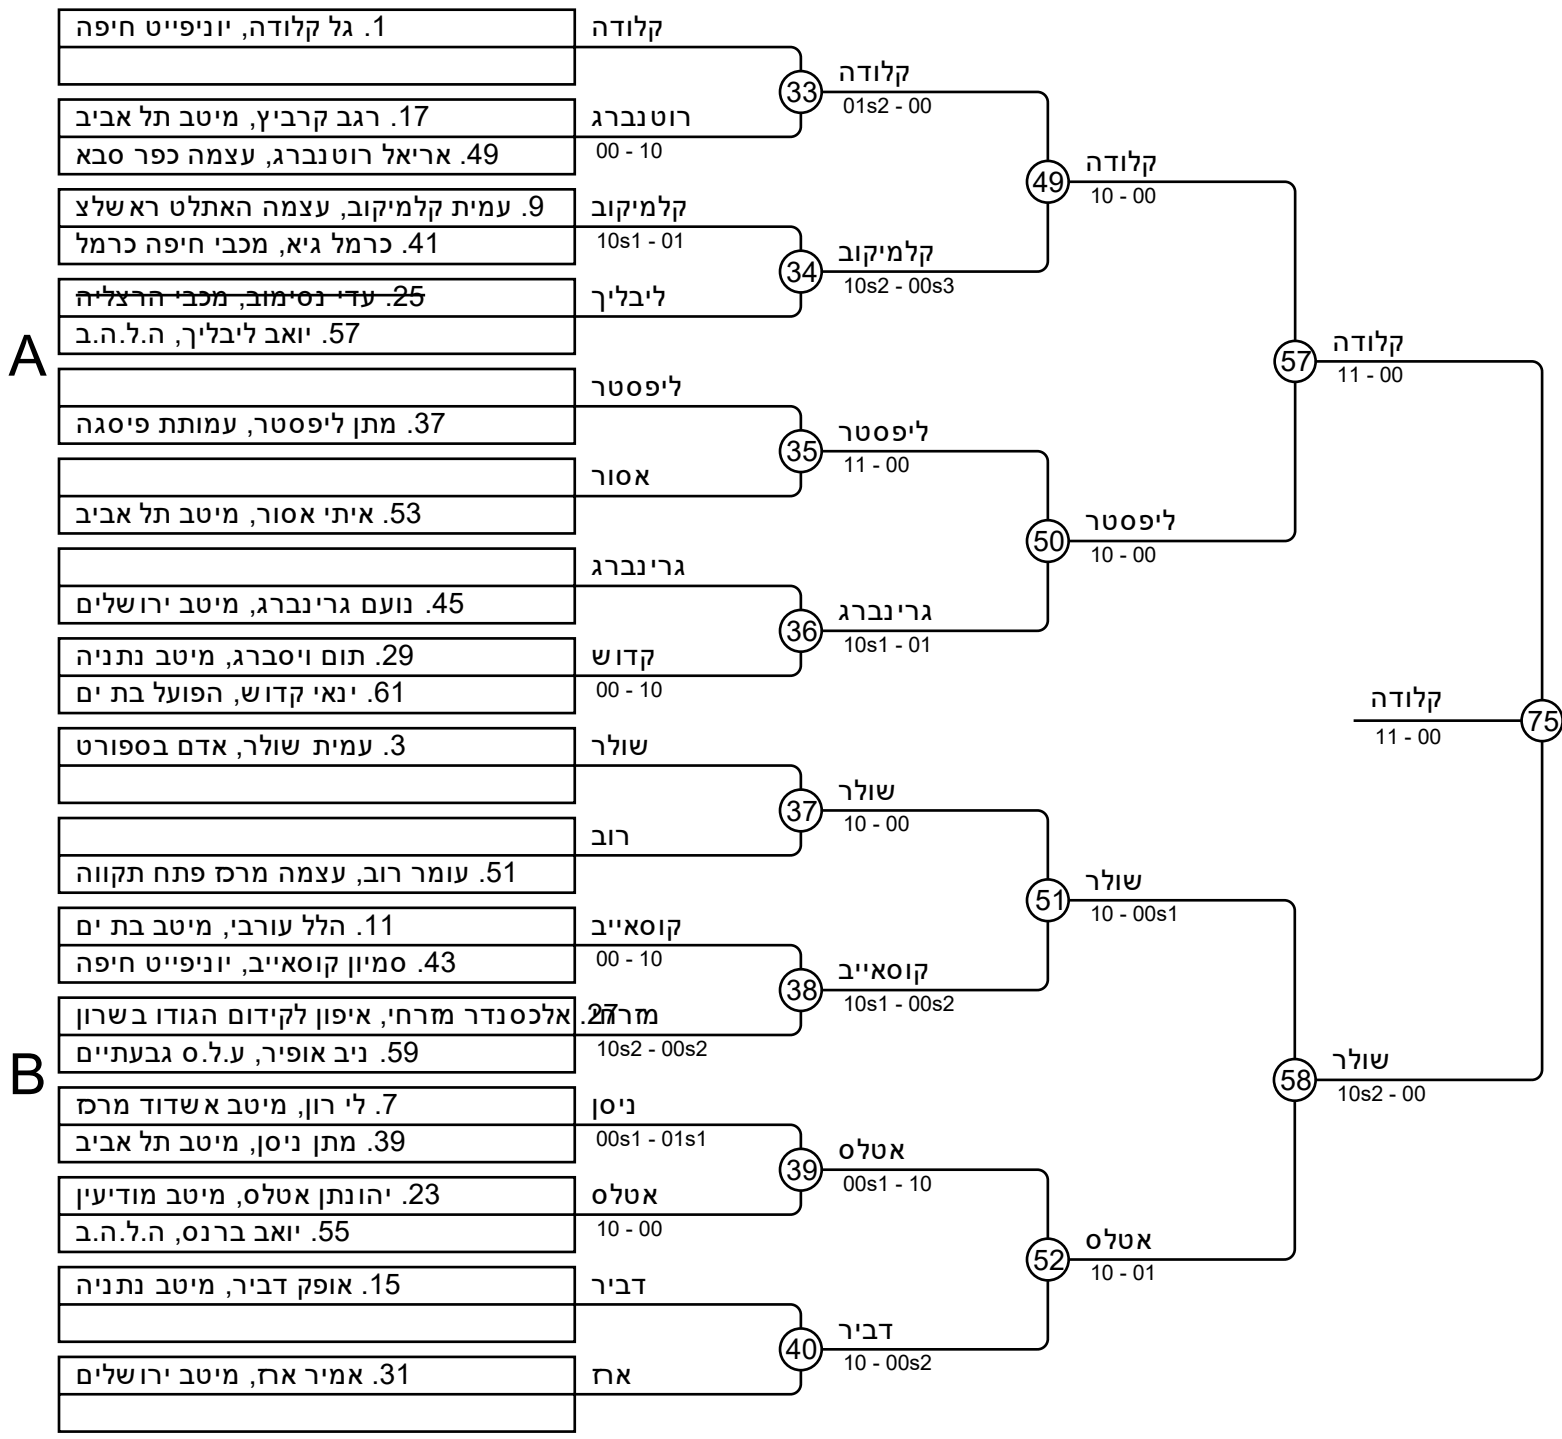 1. גל קלודה, יוניפייט חיפה
קלודה
17. רגב קרביץ, מיטב תל אביב
49. אריאל רוטנברג, עצמה כפר סבא
רוטנברג
00 - 10
33
קלודה
01s2 - 00
9. עמית קלמיקוב, עצמה האתלט ראשלצ
41. כרמל גיא, מכבי חיפה כרמל
קלמיקוב
10s1 - 01
25. עדי נסימוב, מכבי הרצליה
57. יואב ליבליך, ה.ל.ה.ב
ליבליך
34
קלמיקוב
10s2 - 00s3
49
קלודה
10 - 00
A
37. מתן ליפסטר, עמותת פיסגה
ליפסטר
53. איתי אסור, מיטב תל אביב
אסור
35
ליפסטר
11 - 00
45. נועם גרינברג, מיטב ירושלים
גרינברג
29. תום ויסברג, מיטב נתניה
61. ינאי קדוש, הפועל בת ים
קדוש
00 - 10
36
גרינברג
10s1 - 01
50
ליפסטר
10 - 00
57
קלודה
11 - 00
3. עמית שולר, אדם בספורט
שולר
51. עומר רוב, עצמה מרכז פתח תקווה
רוב
37
שולר
10 - 00
11. הלל עורבי, מיטב בת ים
43. סמיון קוסאייב, יוניפייט חיפה
קוסאייב
00 - 10
27. אלכסנדר מזרחי, איפון לקידום הגודו בשרון
59. ניב אופיר, ע.ל.ס גבעתיים
מזרחי
10s2 - 00s2
38
קוסאייב
10s1 - 00s2
51
שולר
10 - 00s1
B
7. לי רון, מיטב אשדוד מרכז
39. מתן ניסן, מיטב תל אביב
ניסן
00s1 - 01s1
23. יהונתן אטלס, מיטב מודיעין
55. יואב ברנס, ה.ל.ה.ב
אטלס
10 - 00
39
אטלס
00s1 - 10
15. אופק דביר, מיטב נתניה
דביר
31. אמיר ארז, מיטב ירושלים
ארז
40
דביר
10 - 00s2
52
אטלס
10 - 01
58
שולר
10s2 - 00
75
קלודה
11 - 00